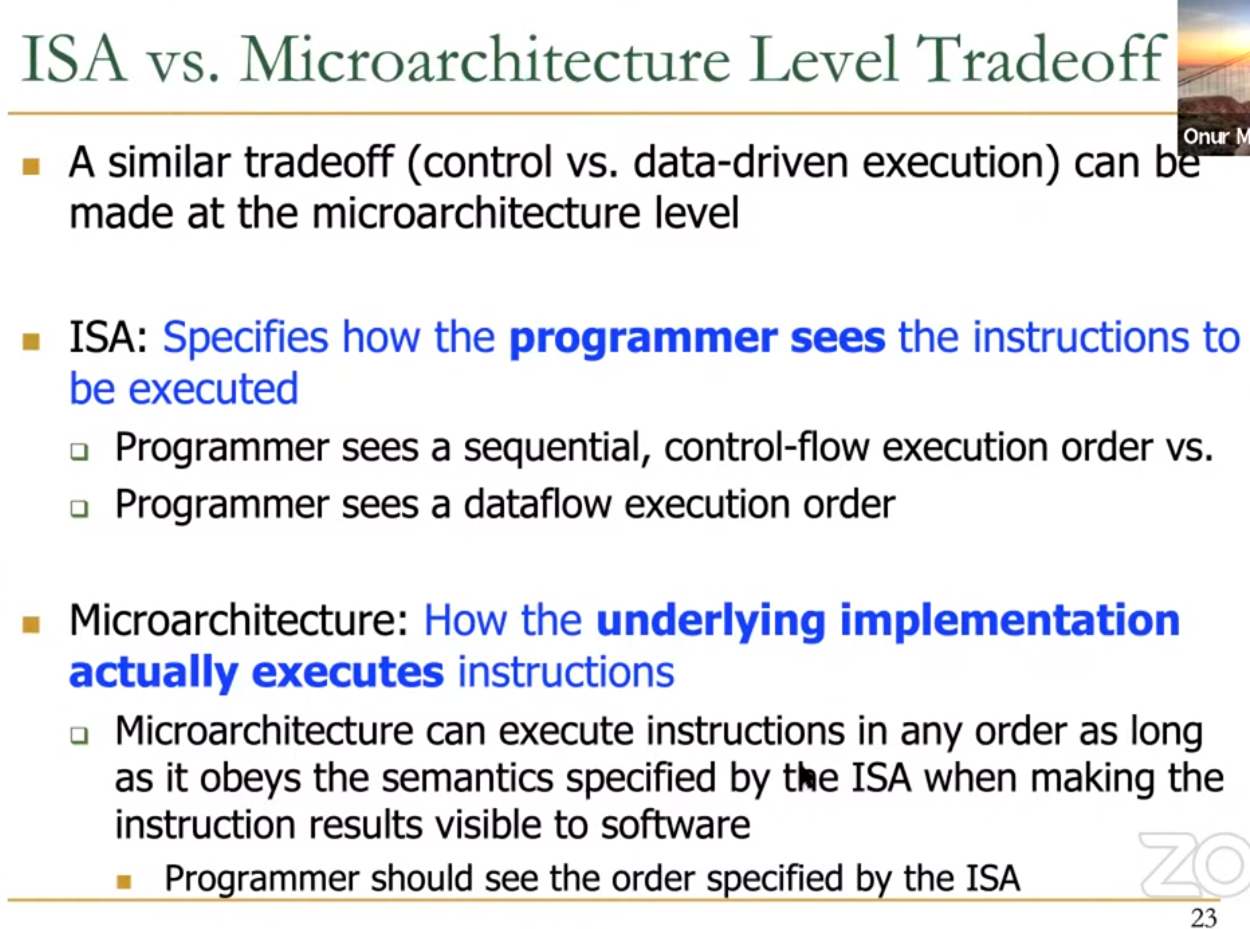 ISA vs. Microarchitecture Level Tradeoff
Onur M
A similar tradeoff (control vs. data-driven execution) can be
made at the microarchitecture level
ISA: Specifies how the programmer sees the instructions to
be executed
Programmer sees a sequential, control-flow execution order vs.
Programmer sees a dataflow execution order
Microarchitecture: How the underlying implementation
actually executes instructions
Microarchitecture can execute instructions in any order as long
as it obeys the semantics specified by the ISA when making the
instruction results visible to software
Programmer should see the order specified by the ISA
ZO
23